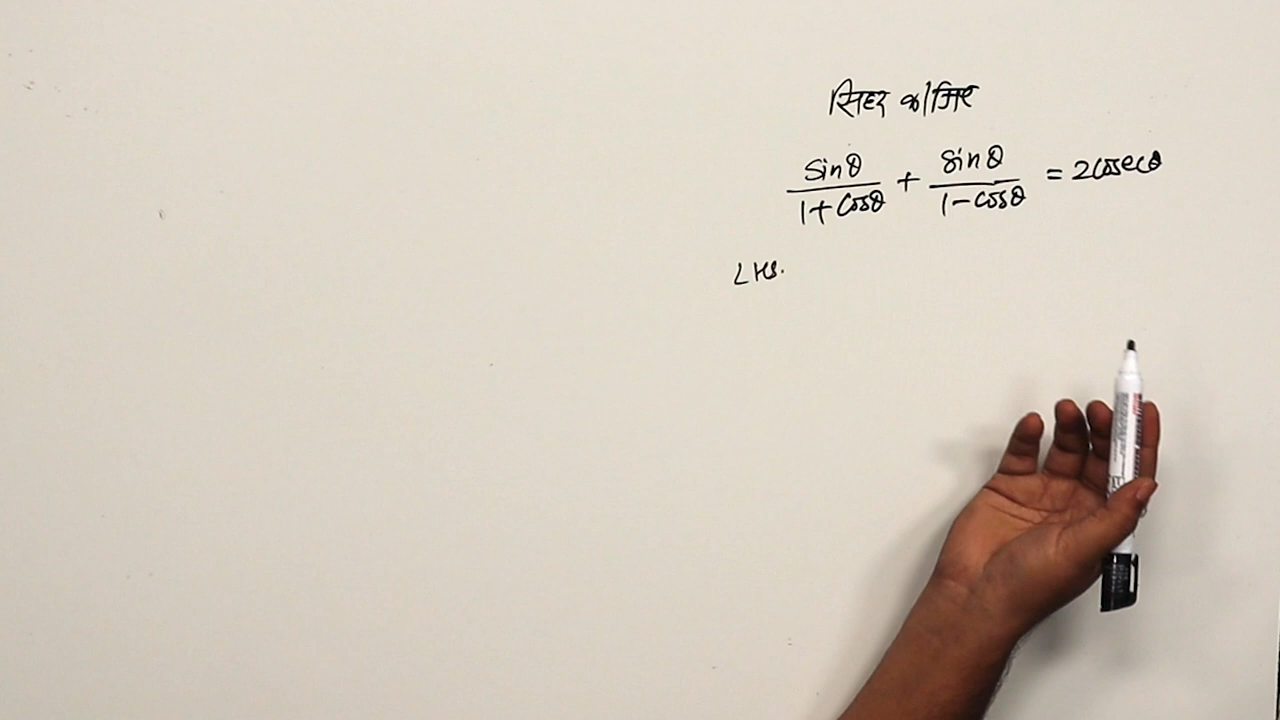 सिद्ध कीजिए
sinθ/1+cosθ + sinθ/1-cosθ = 2cosecθ
LHS.